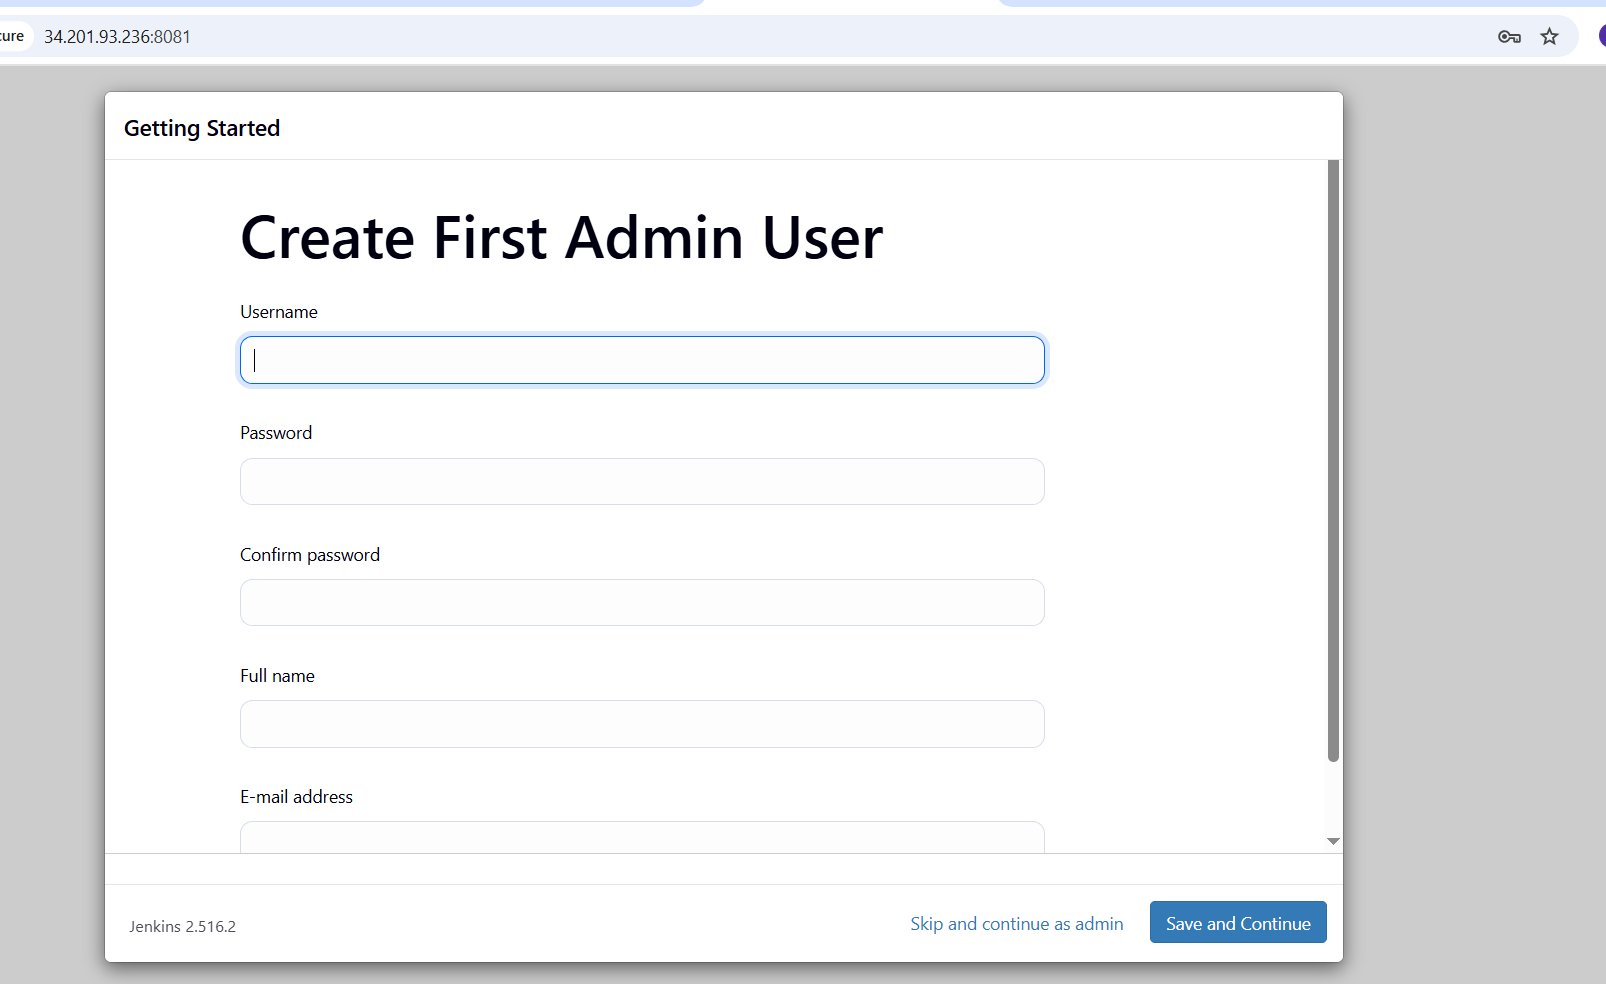 34.201.93.236:8081
Getting Started
Create First Admin User
Username
Password
Confirm password
Full name
E-mail address
Jenkins 2.516.2
Skip and continue as admin
Save and Continue